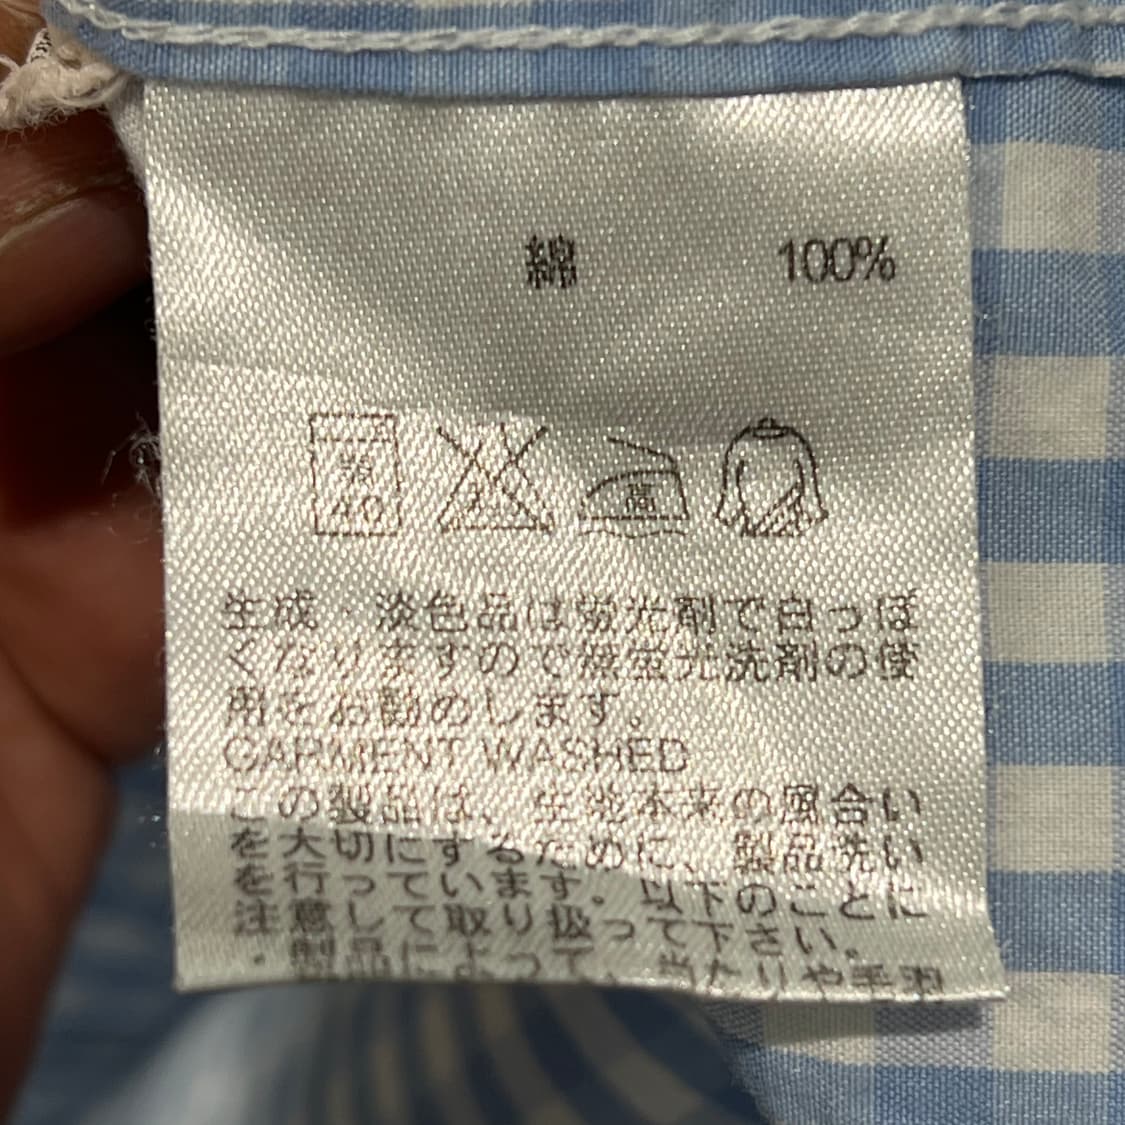 綿 100%
弱
40
高
生成・淡色品は蛍光剤で白っぽ
くなりますので無蛍光洗剤の使
用をお勧めします。
GARMENT WASHED
この製品は、生地本来の風合い
を大切にするために、製品洗い
を行っています。以下のことに
注意して取り扱って下さい。
・製品によって、当たりや毛羽